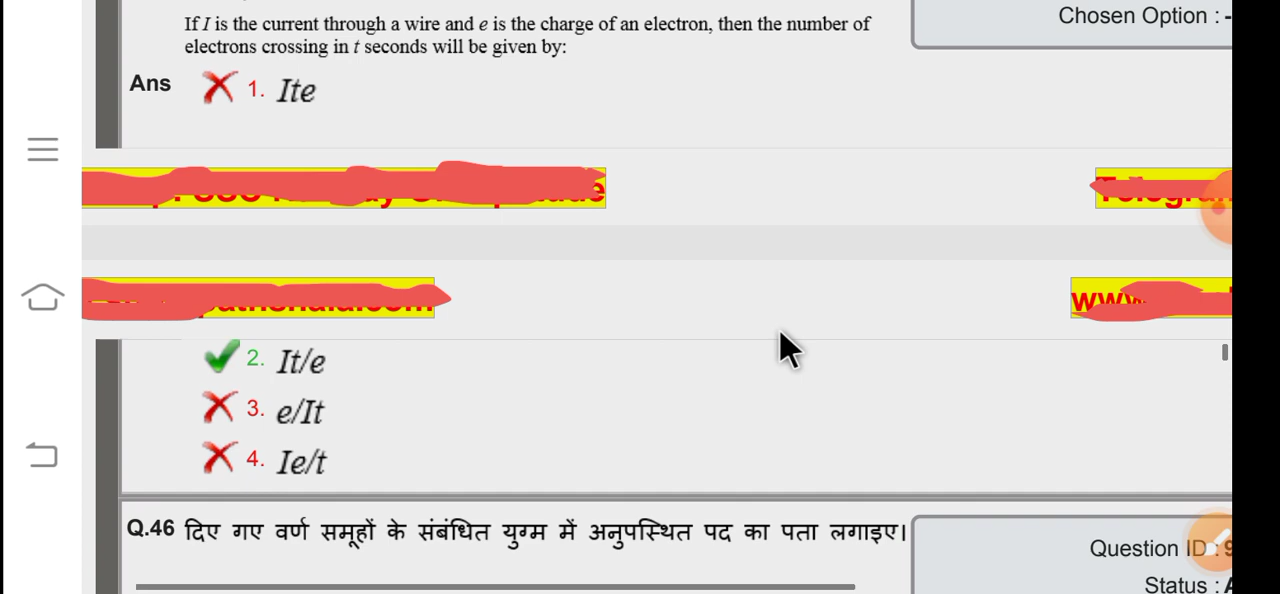 If I is the current through a wire and e is the charge of an electron, then the number of
electrons crossing in t seconds will be given by:
Chosen Option : -
Ans
1. Ite
2. It/e
3. e/It
4. Ie/t
Q.46 दिए गए वर्ण समूहों के संबंधित युग्म में अनुपस्थित पद का पता लगाइए।
Question ID : 9
Status : A